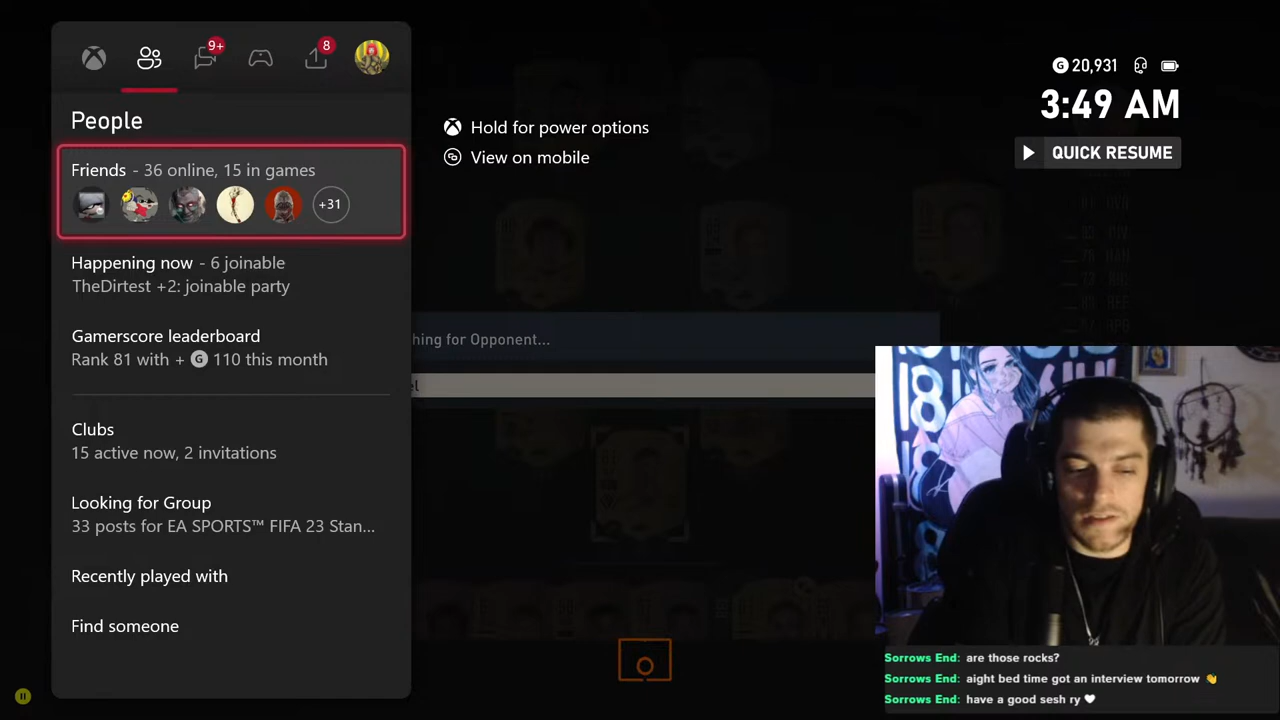 9+
8
People
Friends - 36 online, 15 in games
+31
Happening now - 6 joinable
TheDirtest +2: joinable party
Gamerscore leaderboard
Rank 81 with + G 110 this month
Clubs
15 active now, 2 invitations
Looking for Group
33 posts for EA SPORTS™ FIFA 23 Stan...
Recently played with
Find someone
Hold for power options
View on mobile
G 20,931
3:49 AM
QUICK RESUME
hing for Opponent...
el
Sorrows End: are those rocks?
Sorrows End: aight bed time got an interview tomorrow 👏
Sorrows End: have a good sesh ry 🤍